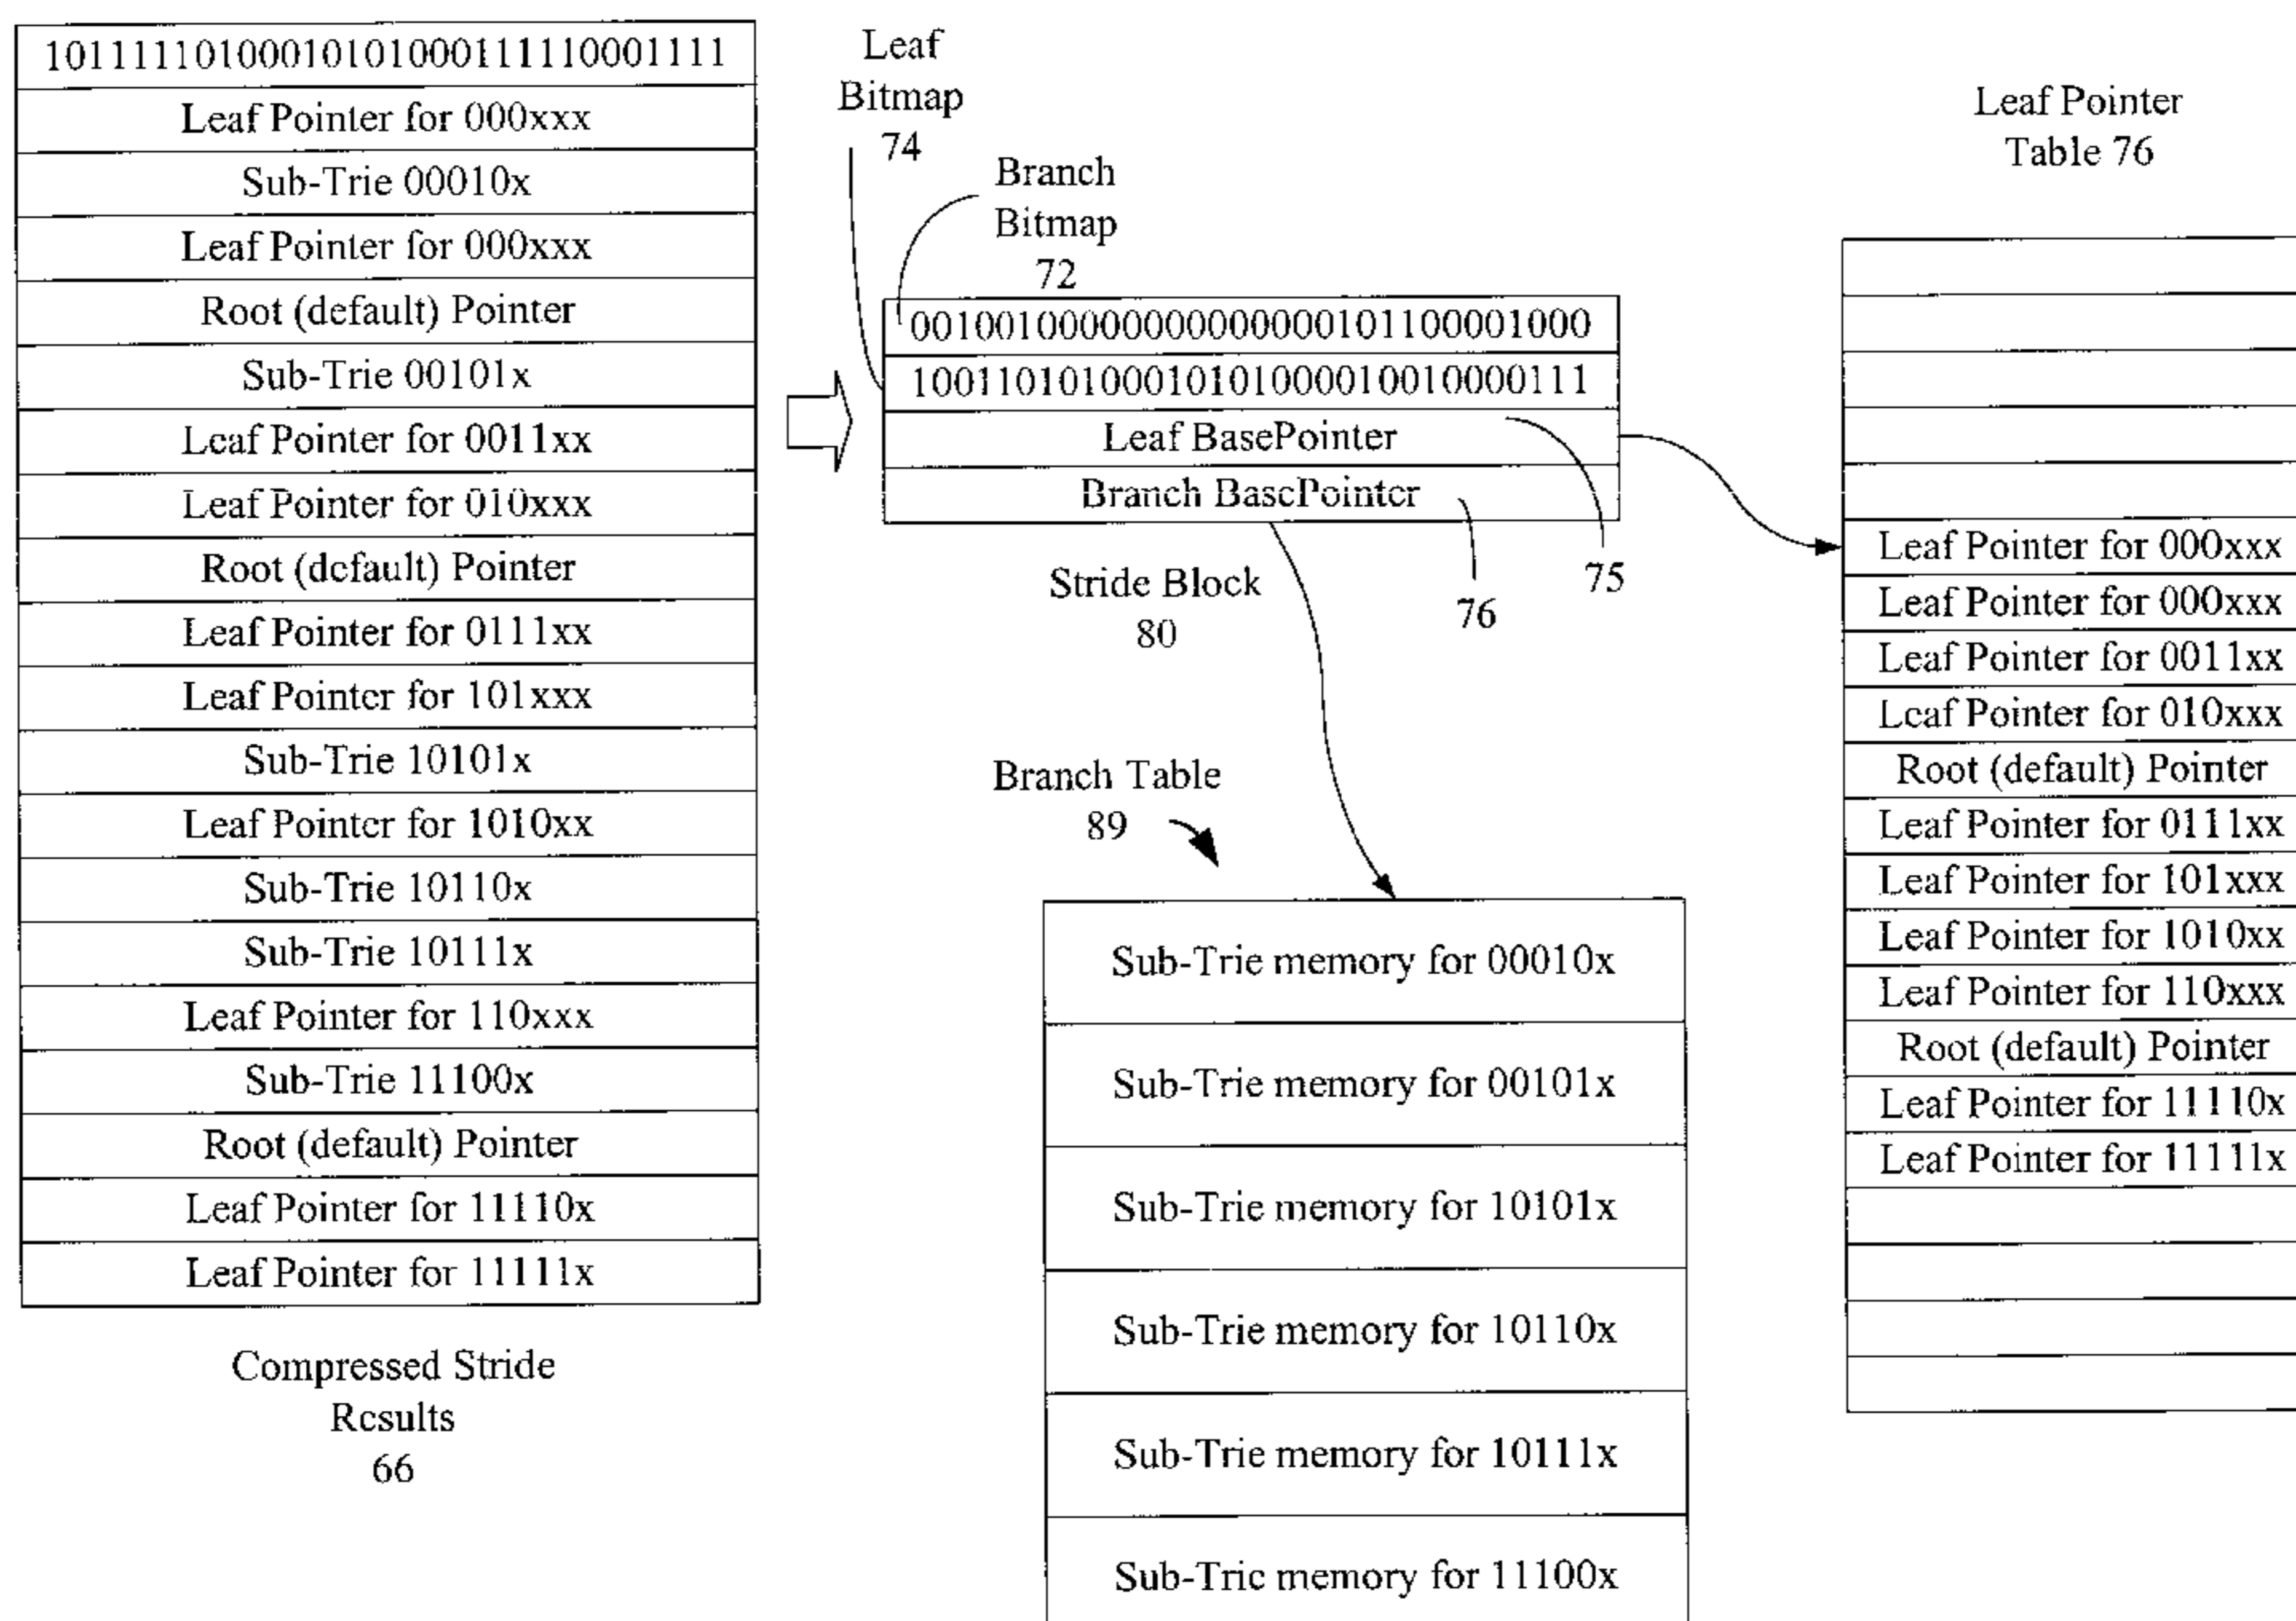 10111110100010101000111110001111
Leaf Pointer for 000xxx
Sub-Trie 00010x
Leaf Pointer for 000xxx
Root (default) Pointer
Sub-Trie 00101x
Leaf Pointer for 0011xx
Leaf Pointer for 010xxx
Root (default) Pointer
Leaf Pointer for 0111xx
Leaf Pointer for 101xxx
Sub-Trie 10101x
Leaf Pointer for 1010xx
Sub-Trie 10110x
Sub-Trie 10111x
Leaf Pointer for 110xxx
Sub-Trie 11100x
Root (default) Pointer
Leaf Pointer for 11110x
Leaf Pointer for 11111x
Compressed Stride
Results
66
Leaf
Bitmap
74
Branch
Bitmap
72
00100100000000000000101100001000
10011010100010101000010010000111
Leaf BasePointer
Branch BasePointer
Stride Block
80
76
75
Branch Table
89
Sub-Trie memory for 00010x
Sub-Trie memory for 00101x
Sub-Trie memory for 10101x
Sub-Trie memory for 10110x
Sub-Trie memory for 10111x
Sub-Trie memory for 11100x
Leaf Pointer
Table 76
Leaf Pointer for 000xxx
Leaf Pointer for 000xxx
Leaf Pointer for 0011xx
Leaf Pointer for 010xxx
Root (default) Pointer
Leaf Pointer for 0111xx
Leaf Pointer for 101xxx
Leaf Pointer for 1010xx
Leaf Pointer for 110xxx
Root (default) Pointer
Leaf Pointer for 11110x
Leaf Pointer for 11111x